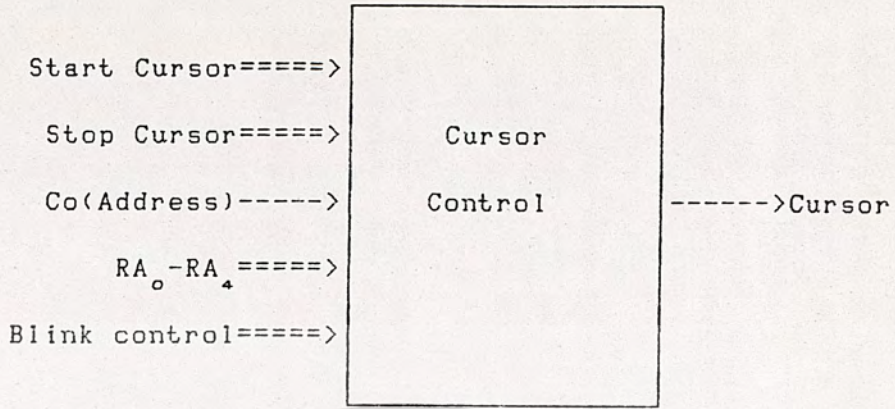 Start Cursor=====>
Stop Cursor=====> Cursor
Co(Address)-----> Control ------>Cursor
RA₀-RA₄=====>
Blink control=====>